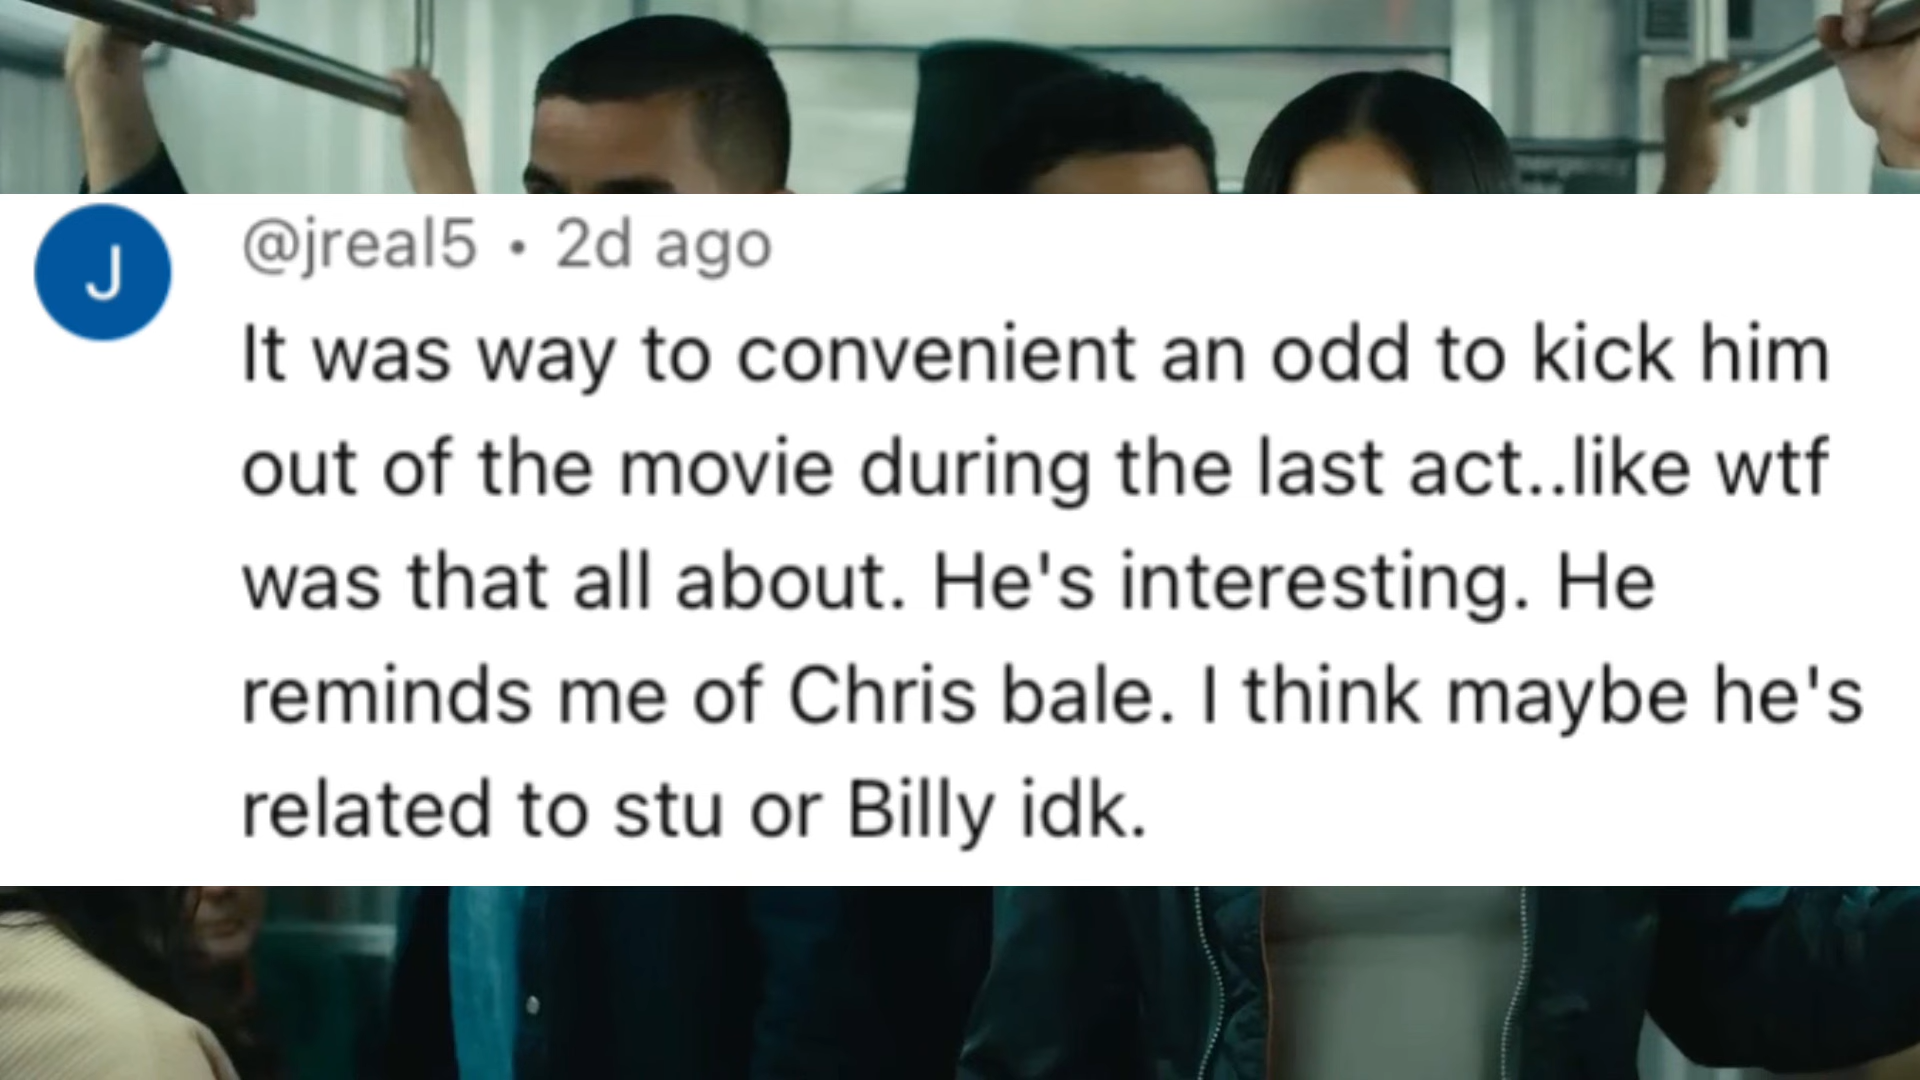 J
@jreal5 • 2d ago
It was way to convenient an odd to kick him
out of the movie during the last act..like wtf
was that all about. He's interesting. He
reminds me of Chris bale. I think maybe he's
related to stu or Billy idk.